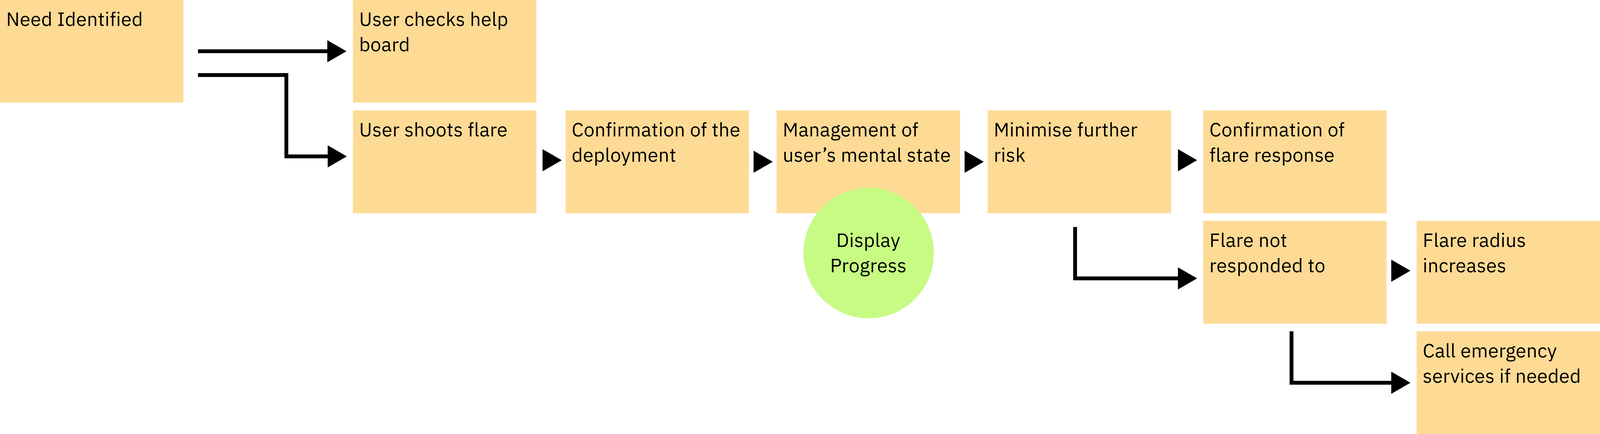 Need Identified
User checks help
board
User shoots flare
Confirmation of the
deployment
Management of
user’s mental state
Minimise further
risk
Confirmation of
flare response
Display
Progress
Flare not
responded to
Flare radius
increases
Call emergency
services if needed